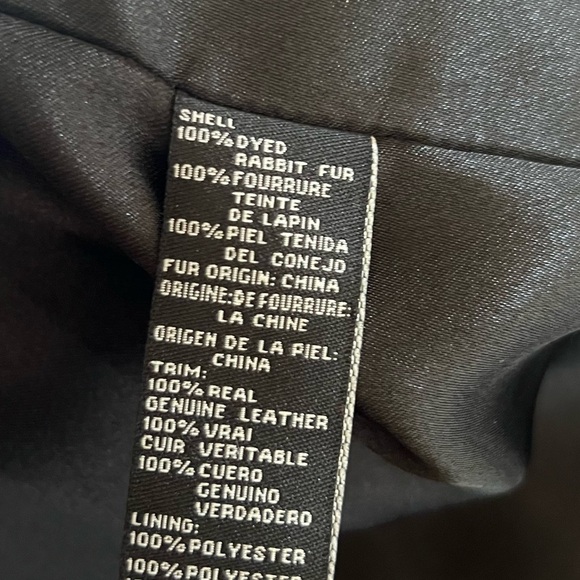 SHELL
100% DYED
RABBIT FUR
100% FOURRURE
TEINTE
DE LAPIN
100% PIEL TENIDA
DEL CONEJO
FUR ORIGIN: CHINA
ORIGINE:DE FOURRURE:
LA CHINE
ORIGEN DE LA PIEL:
CHINA
TRIM:
100% REAL
GENUINE LEATHER
100% VRAI
CUIR VERITABLE
100% CUERO
GENUINO
VERDADERO
LINING:
100% POLYESTER
100% POLYESTER